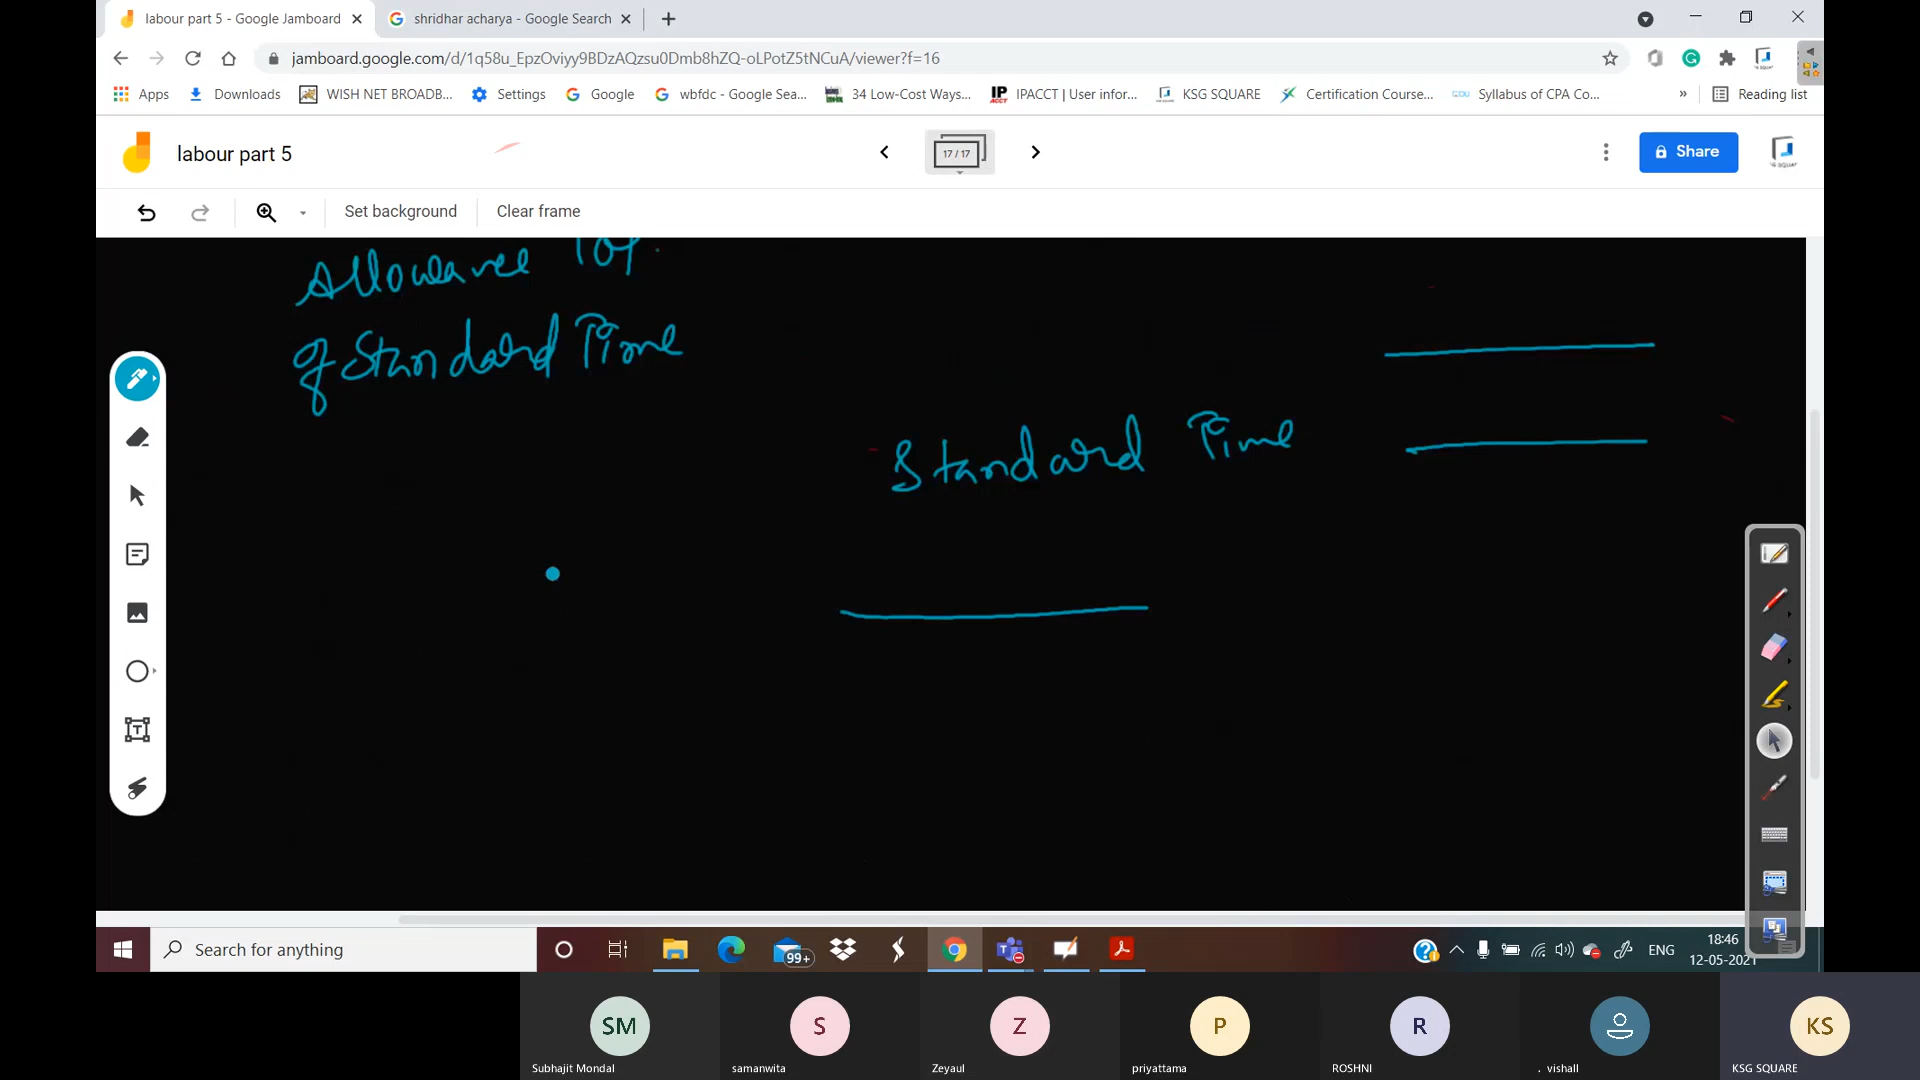 labour part 5 - Google Jamboard
shridhar acharya - Google Search
jamboard.google.com/d/1q58u_EpzOviyy9BDzAQzsu0Dmb8hZQ-oLPotZ5tNCuA/viewer?f=16
Apps
Downloads
WISH NET BROADB...
Settings
Google
wbfdc - Google Sea...
34 Low-Cost Ways...
IP
ACCT
IPACCT | User infor...
KSG SQUARE
Certification Course...
Syllabus of CPA Co...
»
Reading list
labour part 5
17 / 17
Share
Set background
Clear frame
Allowance
of Standard Time
Standard Time
Search for anything
99+
ENG
18:46
12-05-2021
SM
S
Z
P
R
KS
Subhajit Mondal
samanwita
Zeyaul
priyattama
ROSHNI
. vishall
KSG SQUARE